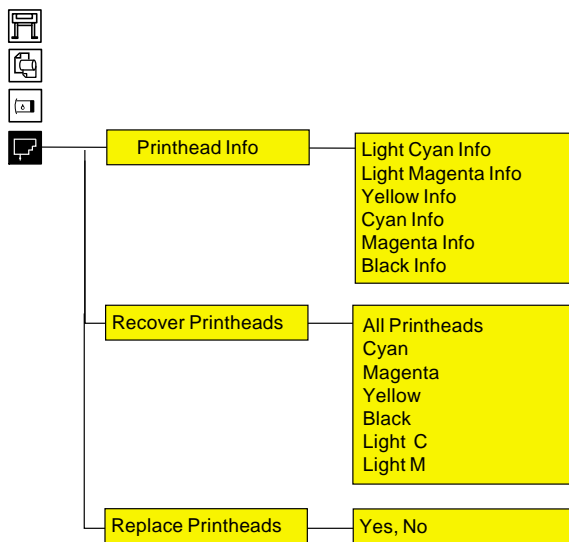 Printhead Info
Light Cyan Info
Light Magenta Info
Yellow Info
Cyan Info
Magenta Info
Black Info
Recover Printheads
All Printheads
Cyan
Magenta
Yellow
Black
Light C
Light M
Replace Printheads
Yes, No